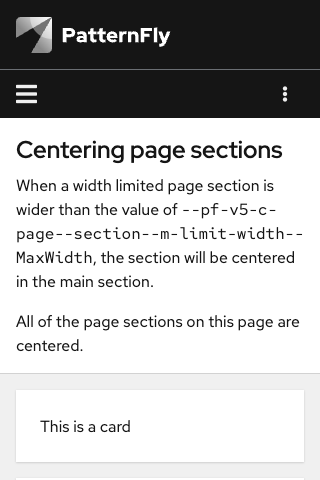 PatternFly
Centering page sections
When a width limited page section is
wider than the value of --pf-v5-c-
page--section--m-limit-width--
MaxWidth, the section will be centered
in the main section.
All of the page sections on this page are
centered.
This is a card